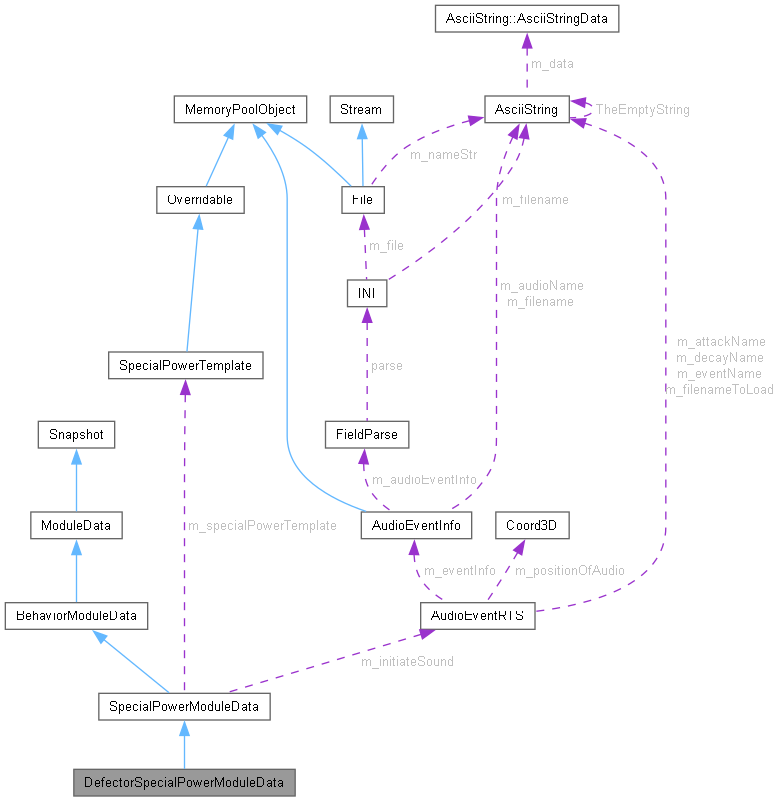 AsciiString::AsciiStringData
m_data
MemoryPoolObject
Stream
AsciiString
TheEmptyString
m_nameStr
Overridable
File
m_filename
m_file
INI
m_audioName
m_filename
m_attackName
m_decayName
m_eventName
m_filenameToLoad
SpecialPowerTemplate
parse
Snapshot
FieldParse
m_audioEventInfo
ModuleData
m_specialPowerTemplate
AudioEventInfo
Coord3D
m_eventInfo
m_positionOfAudio
BehaviorModuleData
AudioEventRTS
m_initiateSound
SpecialPowerModuleData
DefectorSpecialPowerModuleData